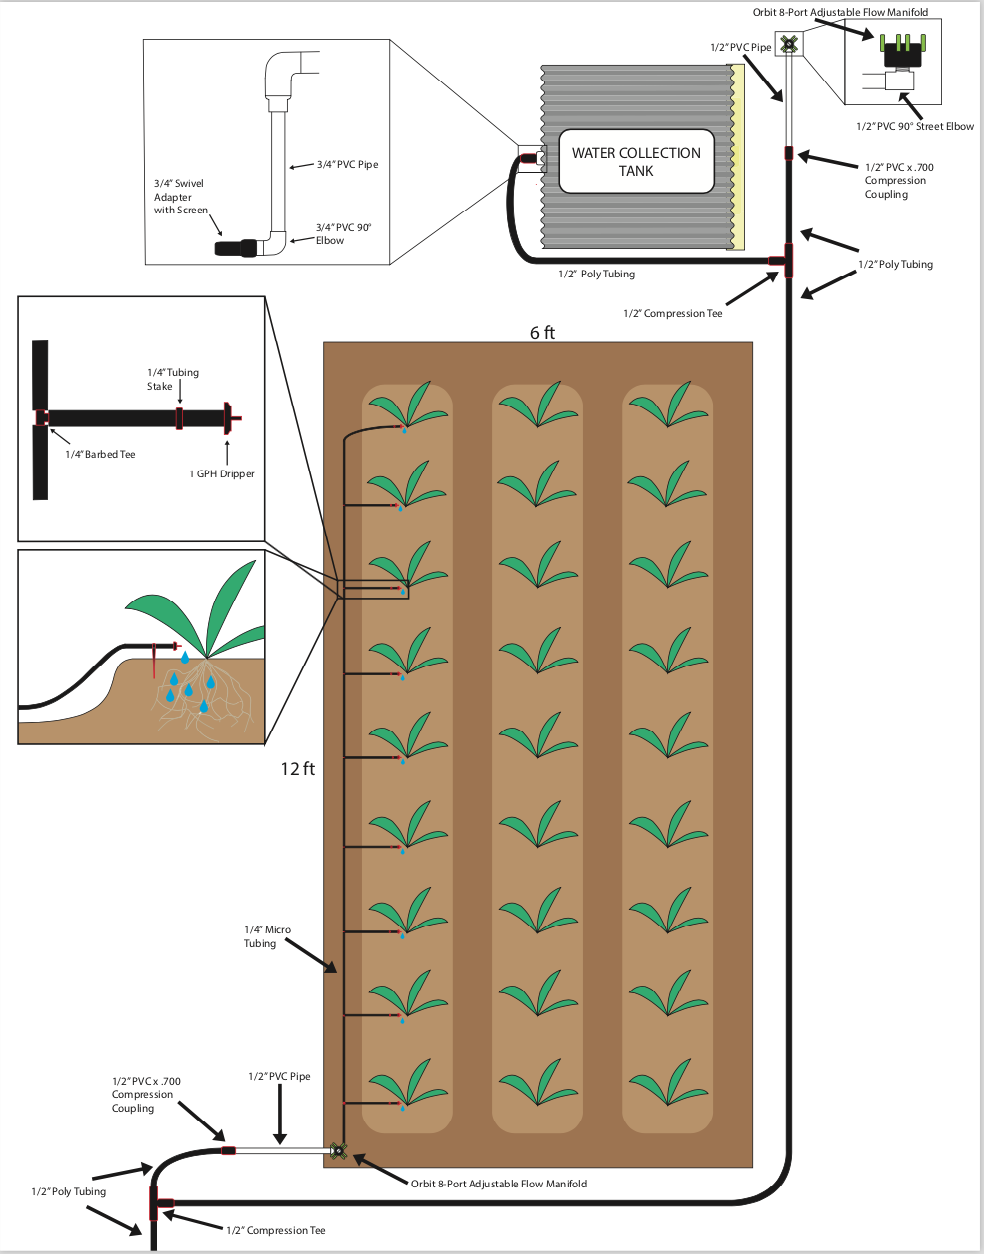 Orbit 8-Port Adjustable Flow Manifold
1/2" PVC Pipe
1/2" PVC 90° Street Elbow
3/4" PVC Pipe
3/4" Swivel
Adapter
with Screen
3/4" PVC 90°
Elbow
WATER COLLECTION
TANK
1/2" PVC x .700
Compression
Coupling
1/2" Poly Tubing
1/2" Poly Tubing
1/2" Compression Tee
6 ft
1/4" Tubing
Stake
1/4" Barbed Tee
1 GPH Dripper
12 ft
1/4" Micro
Tubing
1/2" PVC x .700
Compression
Coupling
1/2" PVC Pipe
Orbit 8-Port Adjustable Flow Manifold
1/2" Poly Tubing
1/2" Compression Tee